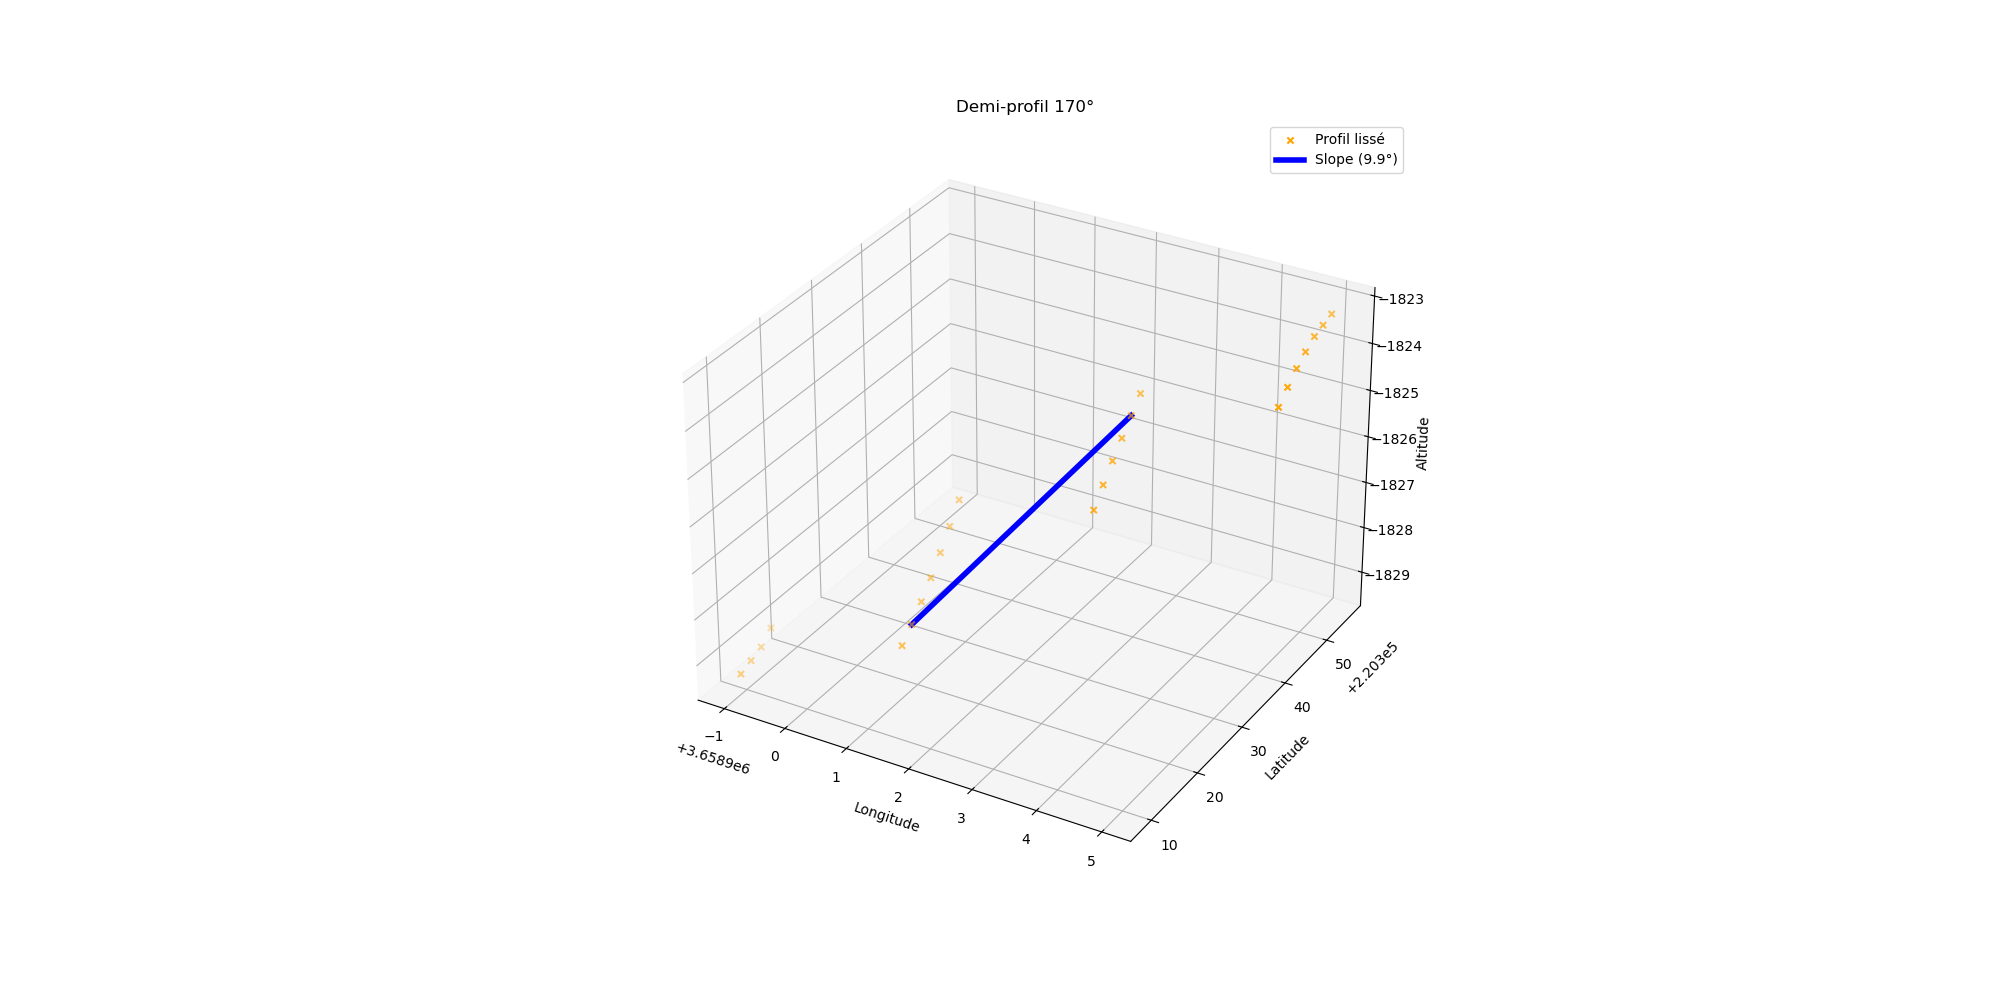 Demi-profil 170°
Profil lissé
Slope (9.9°)
−1823
−1824
−1825
−1826
−1827
−1828
−1829
Altitude
50
40
30
20
10
+2.203e5
Latitude
−1
0
1
2
3
4
5
+3.6589e6
Longitude